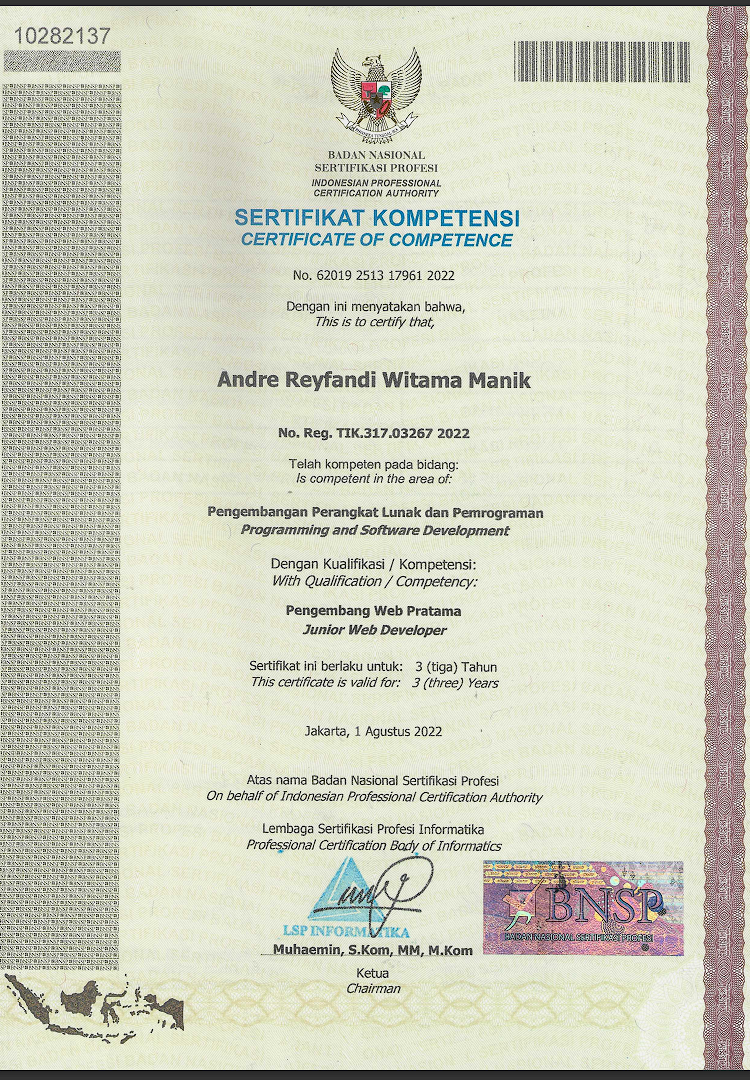 10282137
BADAN NASIONAL
SERTIFIKASI PROFESI
INDONESIAN PROFESSIONAL
CERTIFICATION AUTHORITY
SERTIFIKAT KOMPETENSI
CERTIFICATE OF COMPETENCE
No. 62019 2513 17961 2022
Dengan ini menyatakan bahwa,
This is to certify that,
Andre Reyfandi Witama Manik
No. Reg. TIK.317.03267 2022
Telah kompeten pada bidang:
Is competent in the area of:
Pengembangan Perangkat Lunak dan Pemrograman
Programming and Software Development
Dengan Kualifikasi / Kompetensi:
With Qualification / Competency:
Pengembang Web Pratama
Junior Web Developer
Sertifikat ini berlaku untuk: 3 (tiga) Tahun
This certificate is valid for: 3 (three) Years
Jakarta, 1 Agustus 2022
Atas nama Badan Nasional Sertifikasi Profesi
On behalf of Indonesian Professional Certification Authority
Lembaga Sertifikasi Profesi Informatika
Professional Certification Body of Informatics
LSP INFORMATIKA
BNSP
BADAN NASIONAL SERTIFIKASI PROFESI
Muhaemin, S.Kom, MM, M.Kom
Ketua
Chairman